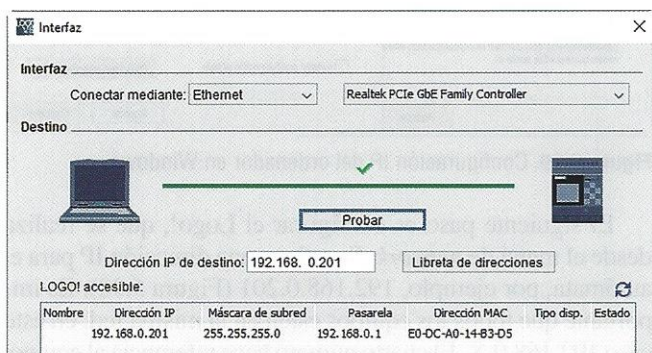 Interfaz
Interfaz
Conectar mediante: Ethernet Realtek PCIe GbE Family Controller
Destino
Probar
Dirección IP de destino: 192.168. 0.201 Libreta de direcciones
LOGO! accesible:
Nombre Dirección IP Máscara de subred Pasarela Dirección MAC Tipo disp. Estado
192.168.0.201 255.255.255.0 192.168.0.1 E0-DC-A0-14-83-D5